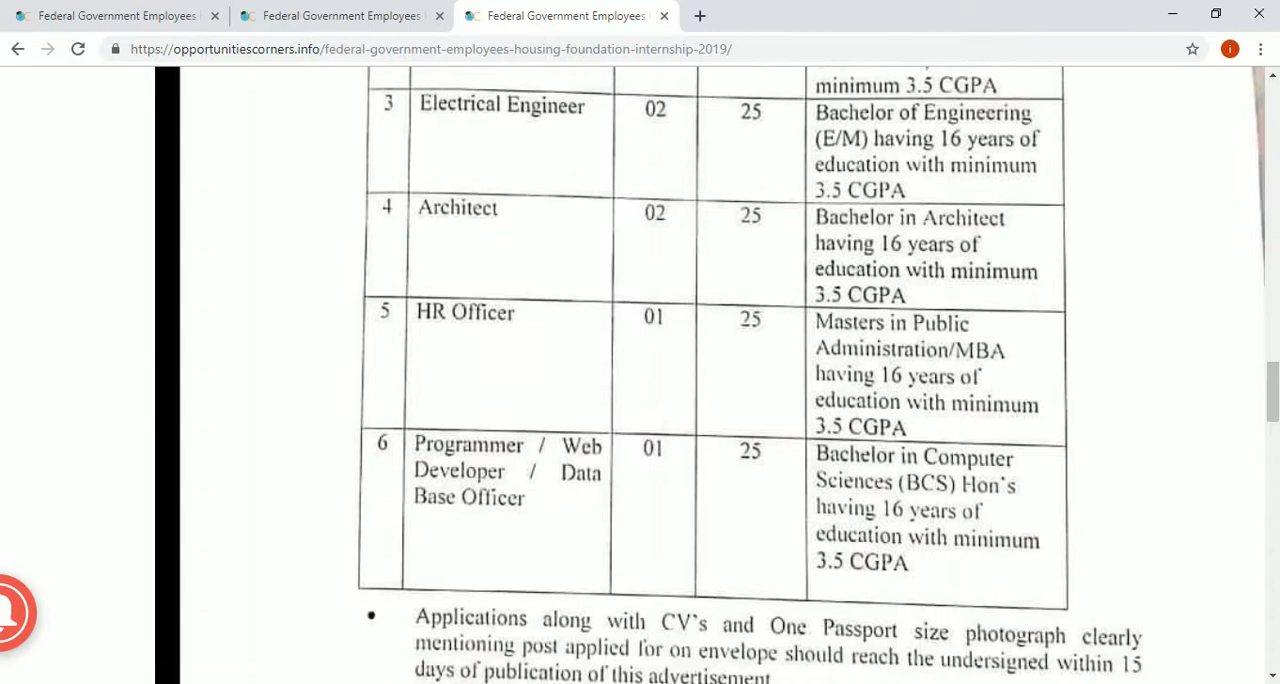 Federal Government Employees
Federal Government Employees
Federal Government Employees
https://opportunitiescorners.info/federal-government-employees-housing-foundation-internship-2019/
i
minimum 3.5 CGPA
3 Electrical Engineer 02 25 Bachelor of Engineering
(E/M) having 16 years of
education with minimum
3.5 CGPA
4 Architect 02 25 Bachelor in Architect
having 16 years of
education with minimum
3.5 CGPA
5 HR Officer 01 25 Masters in Public
Administration/MBA
having 16 years of
education with minimum
3.5 CGPA
6 Programmer / Web 01 25 Bachelor in Computer
Developer / Data Sciences (BCS) Hon's
Base Officer having 16 years of
education with minimum
3.5 CGPA
• Applications along with CV's and One Passport size photograph clearly
mentioning post applied for on envelope should reach the undersigned within 15
days of publication of this advertisement